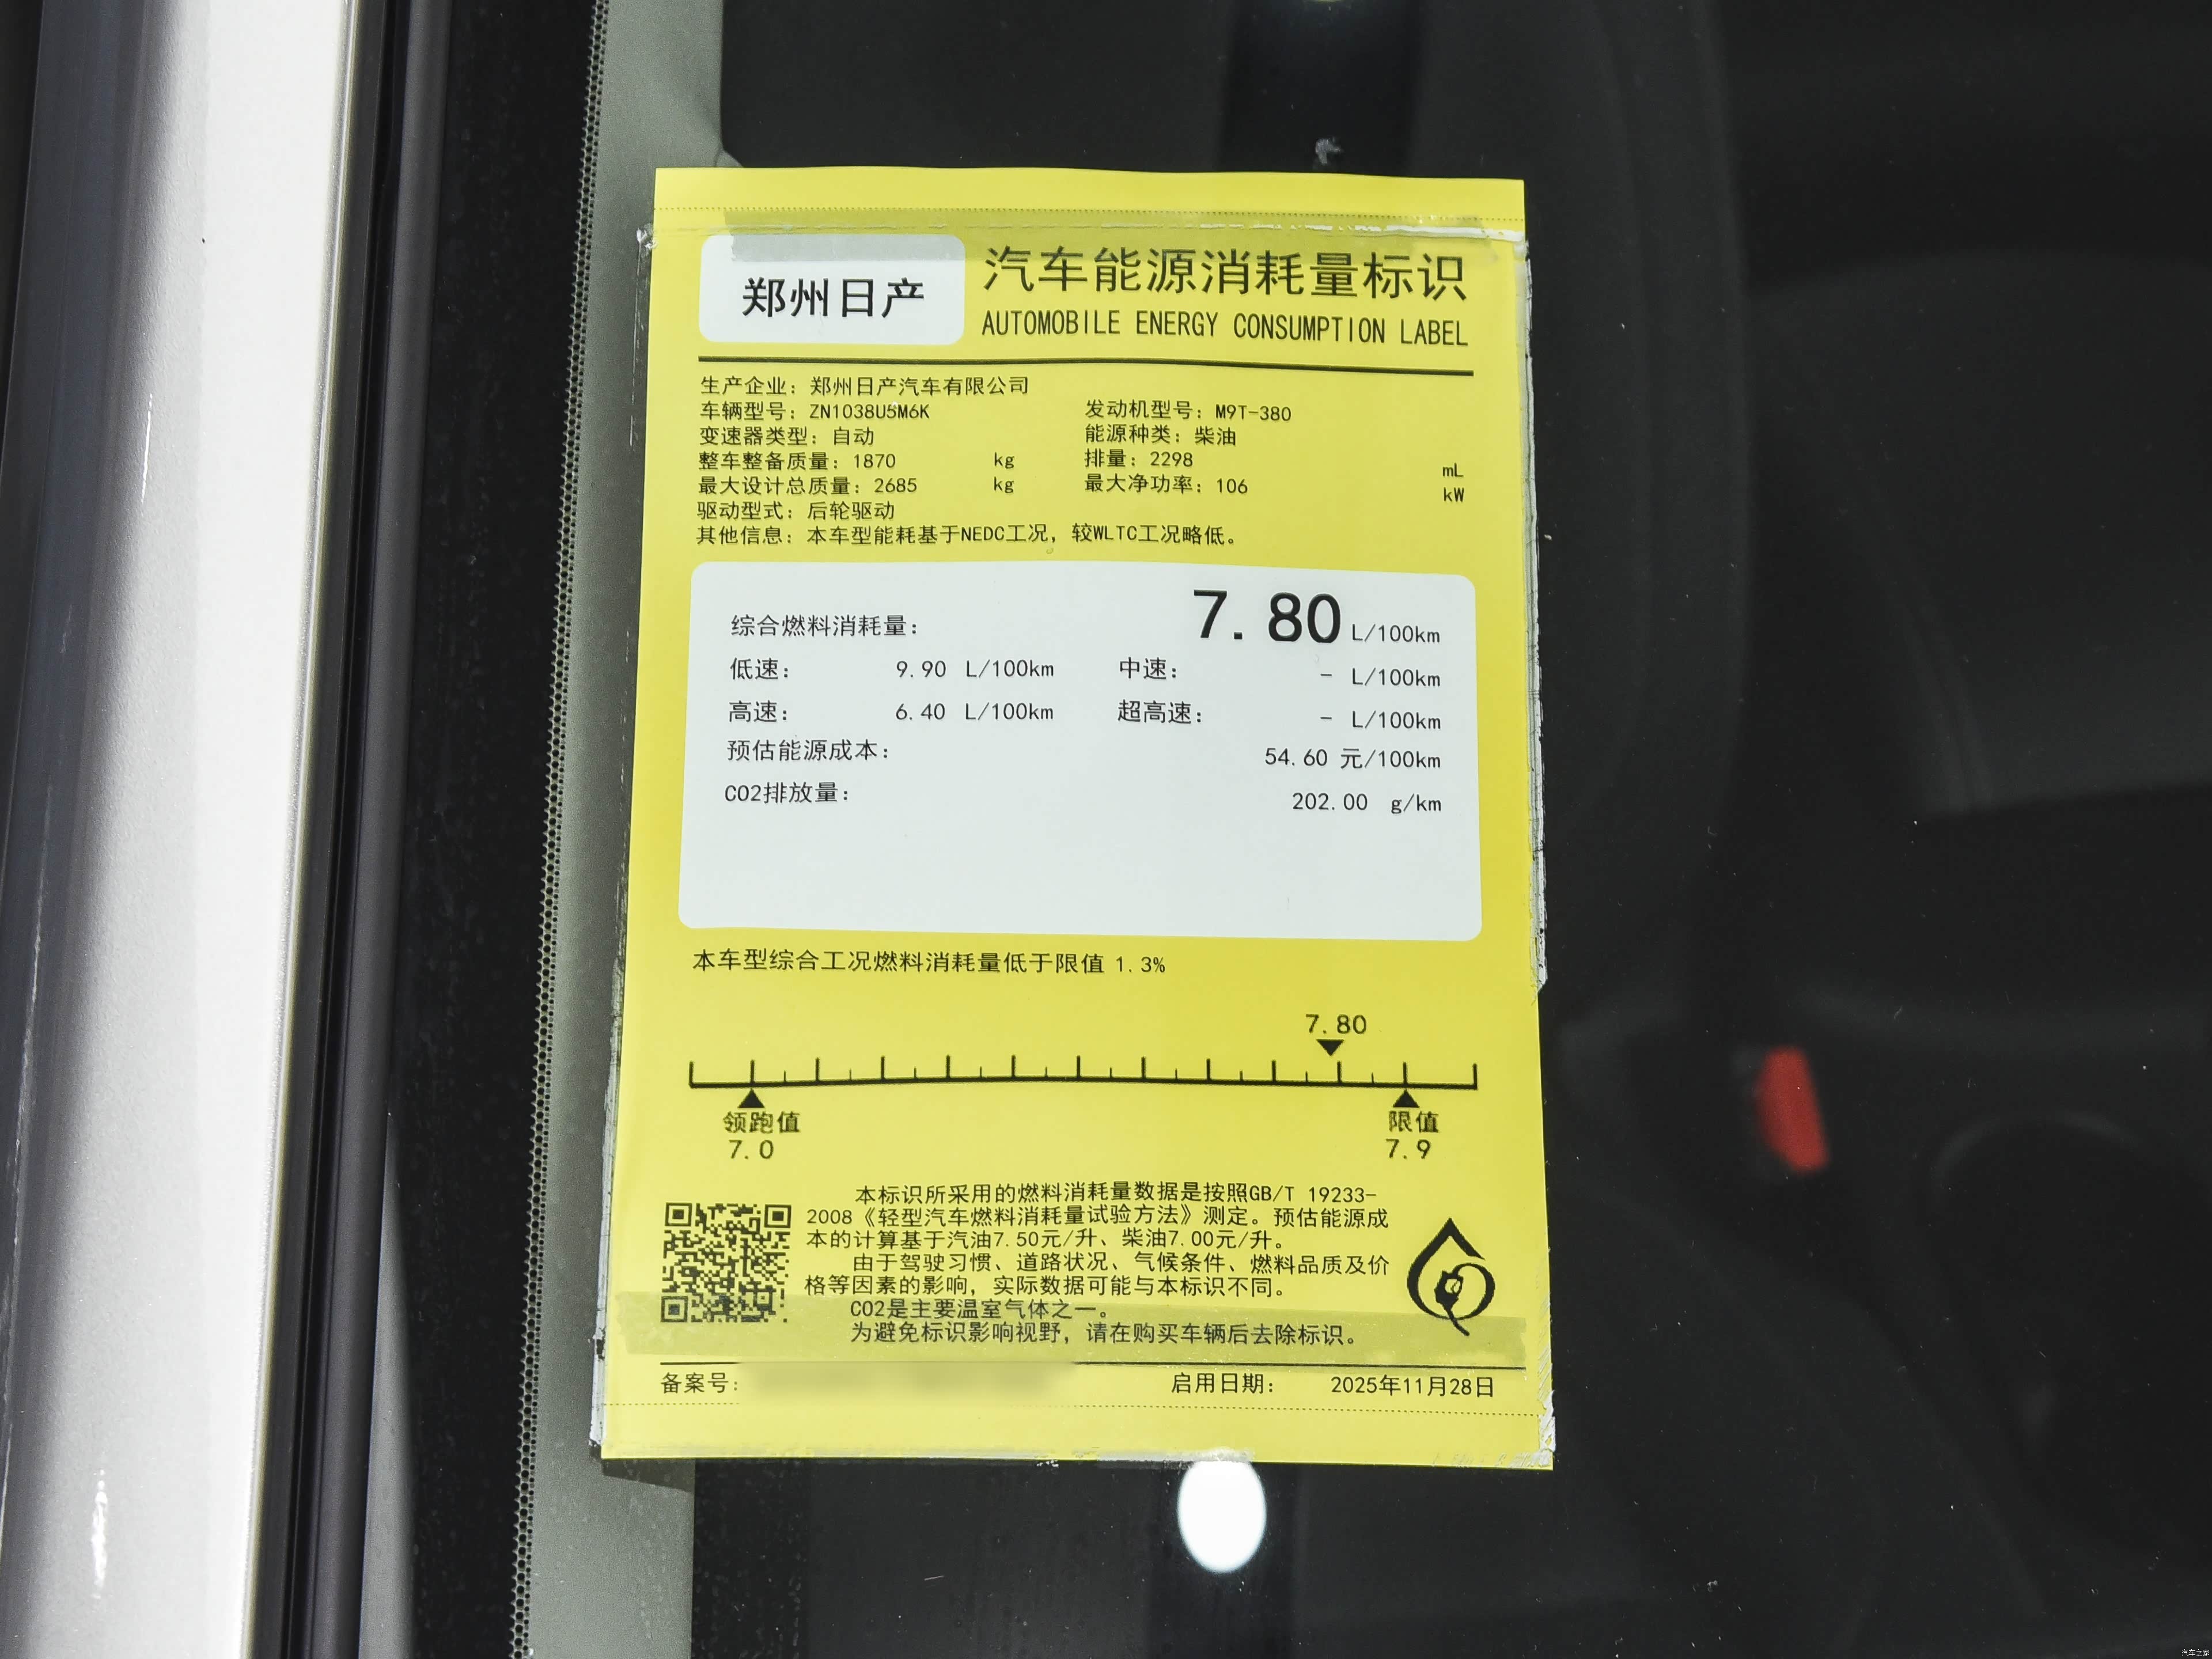 郑州日产
汽车能源消耗量标识
AUTOMOBILE ENERGY CONSUMPTION LABEL
生产企业：郑州日产汽车有限公司
车辆型号：ZN1038U5M6K 发动机型号：M9T-380
变速器类型：自动 能源种类：柴油
整车整备质量：1870 kg 排量：2298 mL
最大设计总质量：2685 kg 最大净功率：106 kW
驱动型式：后轮驱动
其他信息：本车型能耗基于NEDC工况，较WLTC工况略低。
综合燃料消耗量： 7.80 L/100km
低速： 9.90 L/100km 中速： - L/100km
高速： 6.40 L/100km 超高速： - L/100km
预估能源成本： 54.60 元/100km
CO2排放量： 202.00 g/km
本车型综合工况燃料消耗量低于限值 1.3%
7.80
领跑值 限值
7.0 7.9
本标识所采用的燃料消耗量数据是按照GB/T 19233-
2008《轻型汽车燃料消耗量试验方法》测定。预估能源成
本的计算基于汽油7.50元/升、柴油7.00元/升。
由于驾驶习惯、道路状况、气候条件、燃料品质及价
格等因素的影响，实际数据可能与本标识不同。
CO2是主要温室气体之一。
为避免标识影响视野，请在购买车辆后去除标识。
备案号： 启用日期： 2025年11月28日
汽车之家